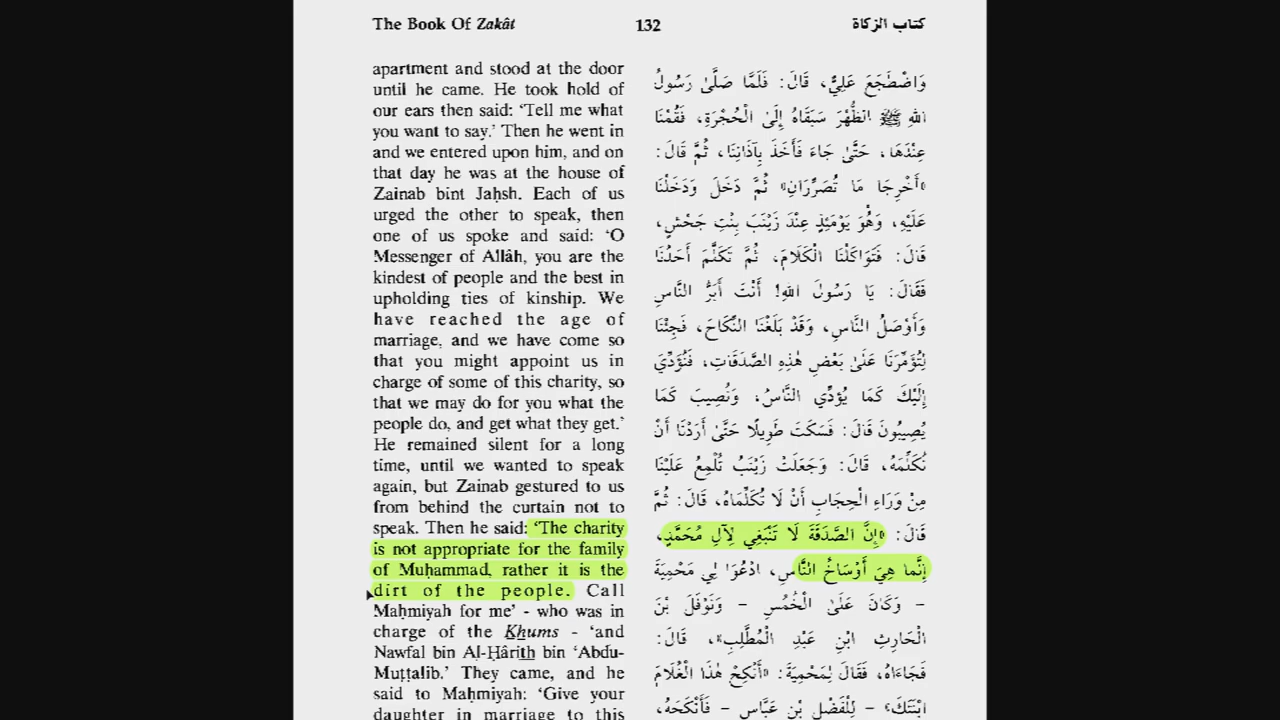 The Book Of Zakât 132 كتاب الزكاة
apartment and stood at the door
until he came. He took hold of
our ears then said: ‘Tell me what
you want to say.’ Then he went in
and we entered upon him, and on
that day he was at the house of
Zainab bint Jaḥsh. Each of us
urged the other to speak, then
one of us spoke and said: ‘O
Messenger of Allâh, you are the
kindest of people and the best in
upholding ties of kinship. We
have reached the age of
marriage, and we have come so
that you might appoint us in
charge of some of this charity, so
that we may do for you what the
people do, and get what they get.’
He remained silent for a long
time, until we wanted to speak
again, but Zainab gestured to us
from behind the curtain not to
speak. Then he said: ‘The charity
is not appropriate for the family
of Muḥammad, rather it is the
dirt of the people. Call
Maḥmiyah for me’ - who was in
charge of the Khums - ‘and
Nawfal bin Al-Ḥârith bin ‘Abdu-
Muṭṭalib.’ They came, and he
said to Maḥmiyah: ‘Give your
daughter in marriage to this
وَاضْطَجَعَ عَلِيٌّ، قَالَ: فَلَمَّا صَلَّىٰ رَسُولُ
اللهِ ﷺ الظُّهْرَ سَبَقَاهُ إِلَىٰ الْحُجْرَةِ، فَقُمْنَا
عِنْدَهَا، حَتَّىٰ جَاءَ فَأَخَذَ بِآذَانِنَا، ثُمَّ قَالَ:
«أَخْرِجَا مَا تُصَرِّرَانِ» ثُمَّ دَخَلَ وَدَخَلْنَا
عَلَيْهِ، وَهُوَ يَوْمَئِذٍ عِنْدَ زَيْنَبَ بِنْتِ جَحْشٍ،
قَالَ: فَتَوَاكَلْنَا الْكَلَامَ، ثُمَّ تَكَلَّمَ أَحَدُنَا
فَقَالَ: يَا رَسُولَ اللهِ! أَنْتَ أَبَرُّ النَّاسِ
وَأَوْصَلُ النَّاسِ، وَقَدْ بَلَغْنَا النِّكَاحَ، فَجِئْنَا
لِتُؤَمِّرَنَا عَلَىٰ بَعْضِ هٰذِهِ الصَّدَقَاتِ، فَنُؤَدِّيَ
إِلَيْكَ كَمَا يُؤَدِّي النَّاسُ، وَنُصِيبَ كَمَا
يُصِيبُونَ قَالَ: فَسَكَتَ طَوِيلًا حَتَّىٰ أَرَدْنَا أَنْ
نُكَلِّمَهُ، قَالَ: وَجَعَلَتْ زَيْنَبُ تُلْمِعُ عَلَيْنَا
مِنْ وَرَاءِ الْحِجَابِ أَنْ لَا تُكَلِّمَاهُ، قَالَ: ثُمَّ
قَالَ: «إِنَّ الصَّدَقَةَ لَا تَنْبَغِي لِآلِ مُحَمَّدٍ،
إِنَّما هِيَ أَوْسَاخُ النَّاسِ، ادْعُوَا لِي مَحْمِيَةَ
– وَكَانَ عَلَىٰ الْخُمُسِ – وَنَوْفَلَ بْنَ
الْحَارِثِ ابْنِ عَبْدِ الْمُطَّلِبِ»، قَالَ:
فَجَاءَاهُ، فَقَالَ لِمَحْمِيَةَ: «أَنْكِحْ هٰذَا الْغُلَامَ
ابْنَتَكَ» – لِلْفَضْلِ بْنِ عَبَّاسٍ – فَأَنْكَحَهُ،